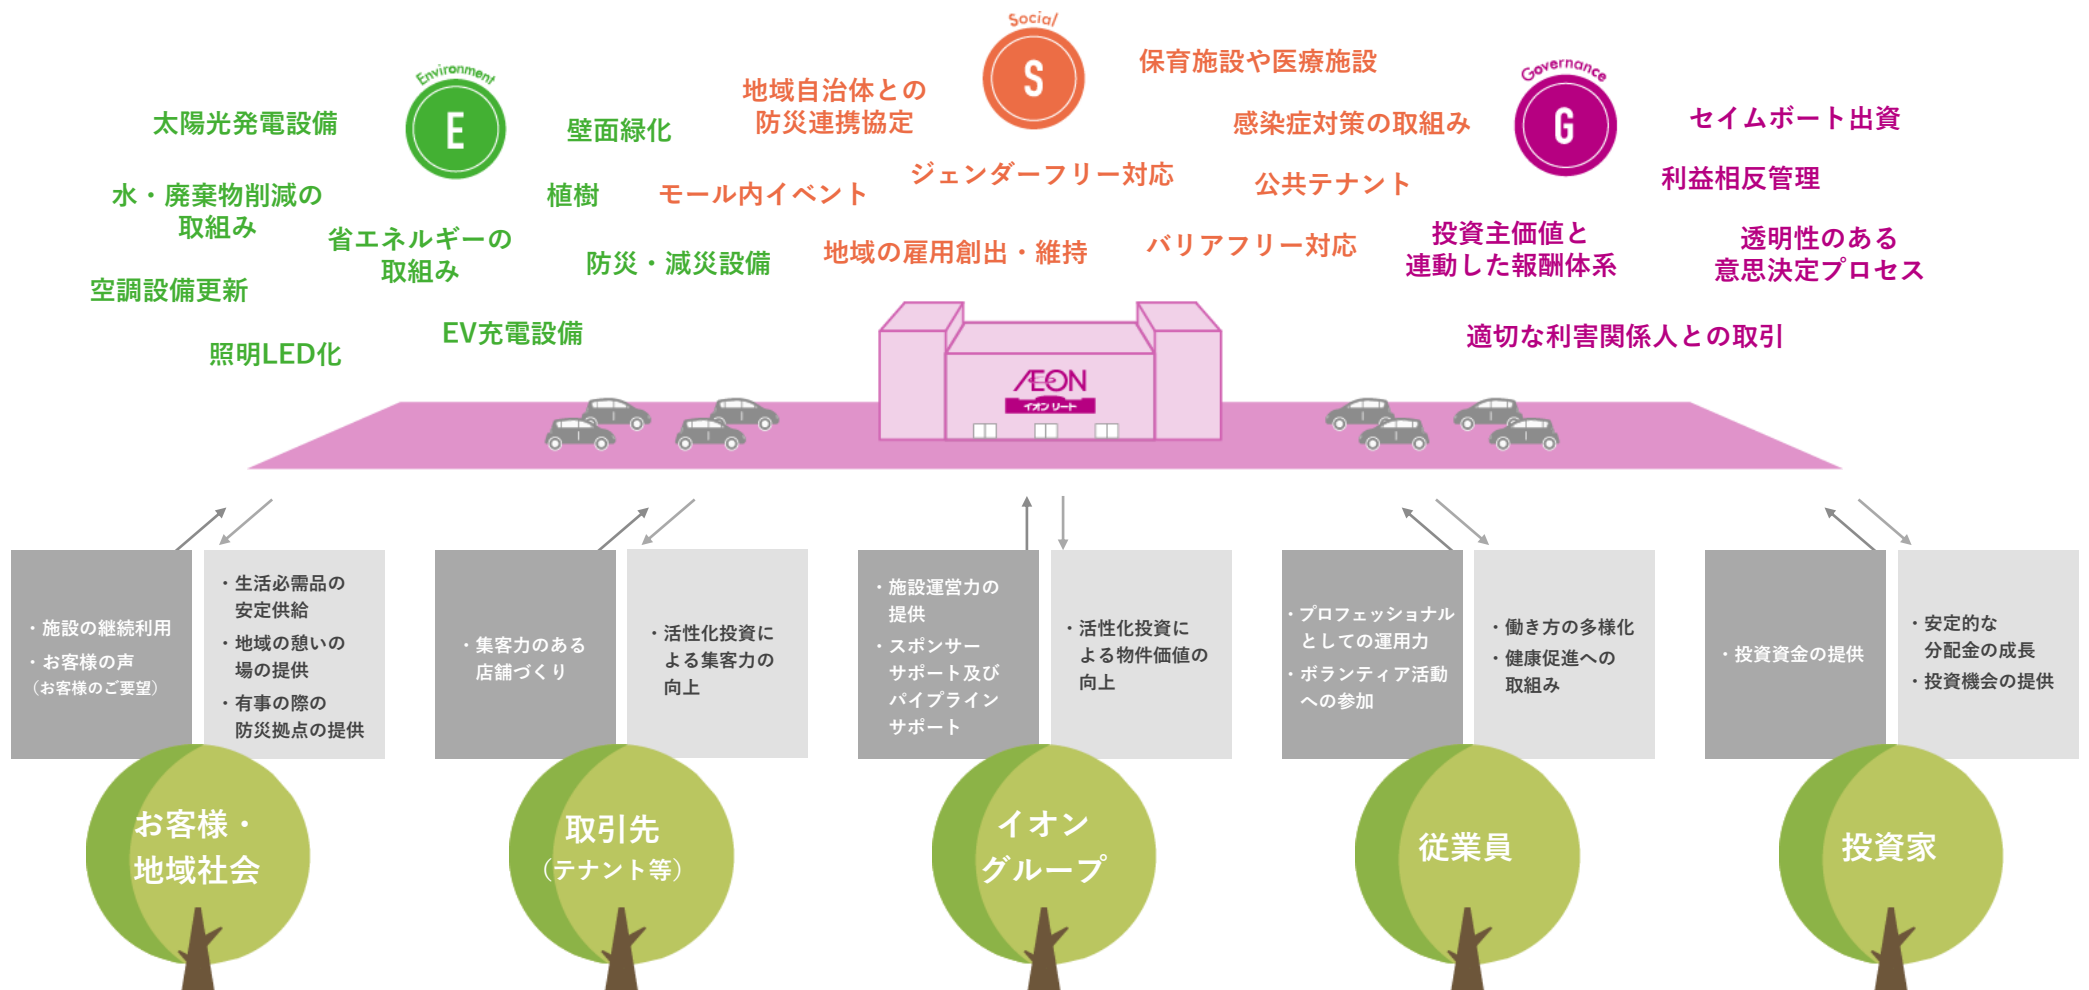 Environment
E
太陽光発電設備
壁面緑化
水・廃棄物削減の
取組み
植樹
省エネルギーの
取組み
防災・減災設備
空調設備更新
EV充電設備
照明LED化
Social
S
保育施設や医療施設
地域自治体との
防災連携協定
感染症対策の取組み
ジェンダーフリー対応
モール内イベント
公共テナント
地域の雇用創出・維持
バリアフリー対応
Governance
G
セイムボート出資
利益相反管理
投資主価値と
連動した報酬体系
透明性のある
意思決定プロセス
適切な利害関係人との取引
ÆON
イオンリート
・施設の継続利用
・お客様の声
（お客様のご要望）
・生活必需品の
安定供給
・地域の憩いの
場の提供
・有事の際の
防災拠点の提供
お客様・
地域社会
・集客力のある
店舗づくり
・活性化投資に
よる集客力の
向上
取引先
（テナント等）
・施設運営力の
提供
・スポンサー
サポート及び
パイプライン
サポート
・活性化投資に
よる物件価値の
向上
イオン
グループ
・プロフェッショナル
としての運用力
・ボランティア活動
への参加
・働き方の多様化
・健康促進への
取組み
従業員
・投資資金の提供
・安定的な
分配金の成長
・投資機会の提供
投資家